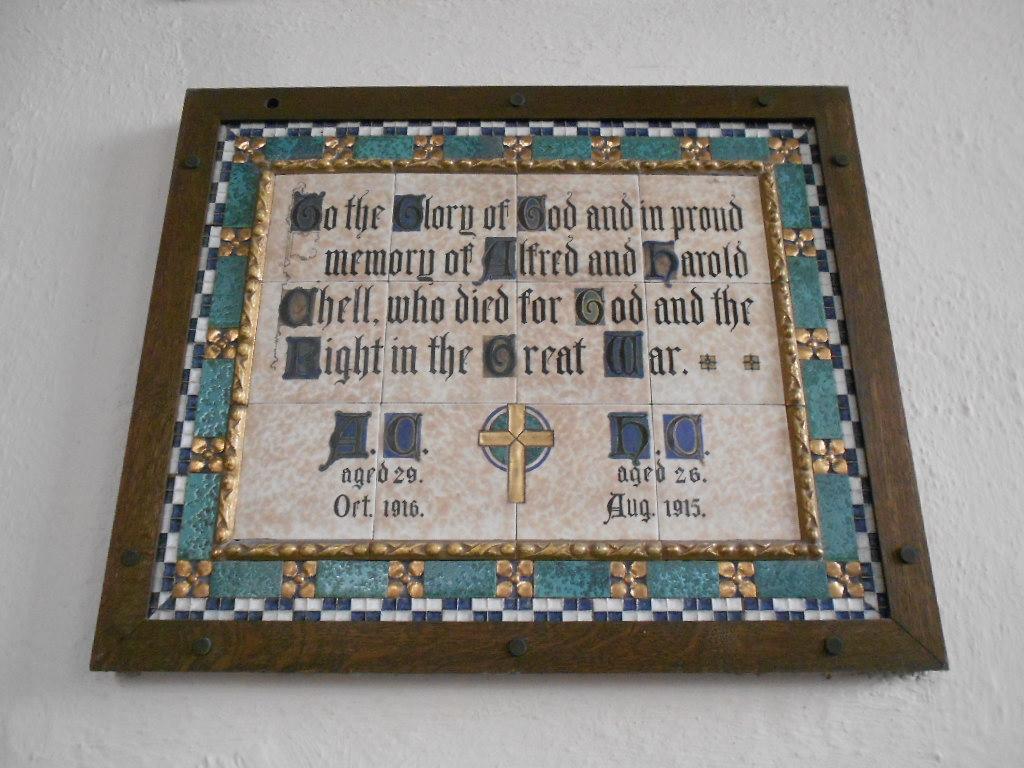 To the Glory of God and in proud
memory of Alfred and Harold
Chell, who died for God and the
Right in the Great War.
A.C. H.C.
aged 29. aged 26.
Oct. 1916. Aug. 1915.